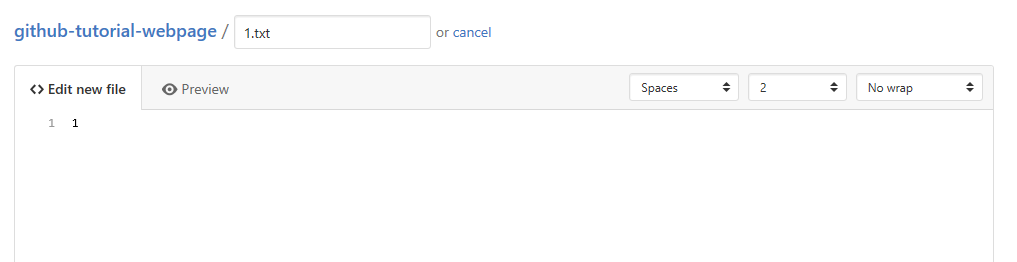 github-tutorial-webpage / 1.txt or cancel
<> Edit new file Preview Spaces 2 No wrap
1 1